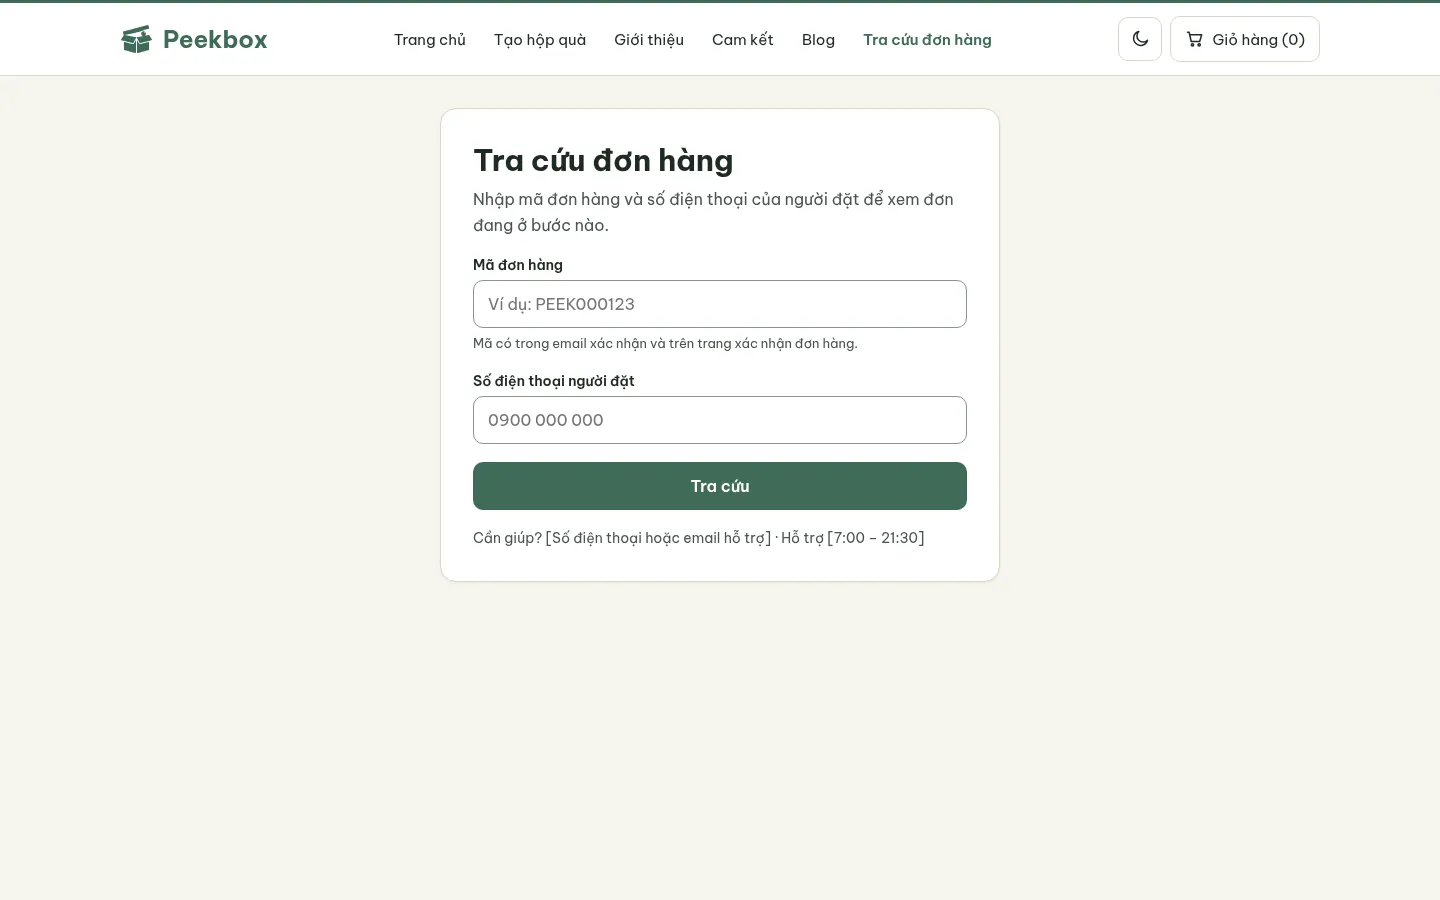 Peekbox
Trang chủ
Tạo hộp quà
Giới thiệu
Cam kết
Blog
Tra cứu đơn hàng
Giỏ hàng (0)
Tra cứu đơn hàng
Nhập mã đơn hàng và số điện thoại của người đặt để xem đơn
đang ở bước nào.
Mã đơn hàng
Ví dụ: PEEK000123
Mã có trong email xác nhận và trên trang xác nhận đơn hàng.
Số điện thoại người đặt
0900 000 000
Tra cứu
Cần giúp? [Số điện thoại hoặc email hỗ trợ] · Hỗ trợ [7:00 – 21:30]